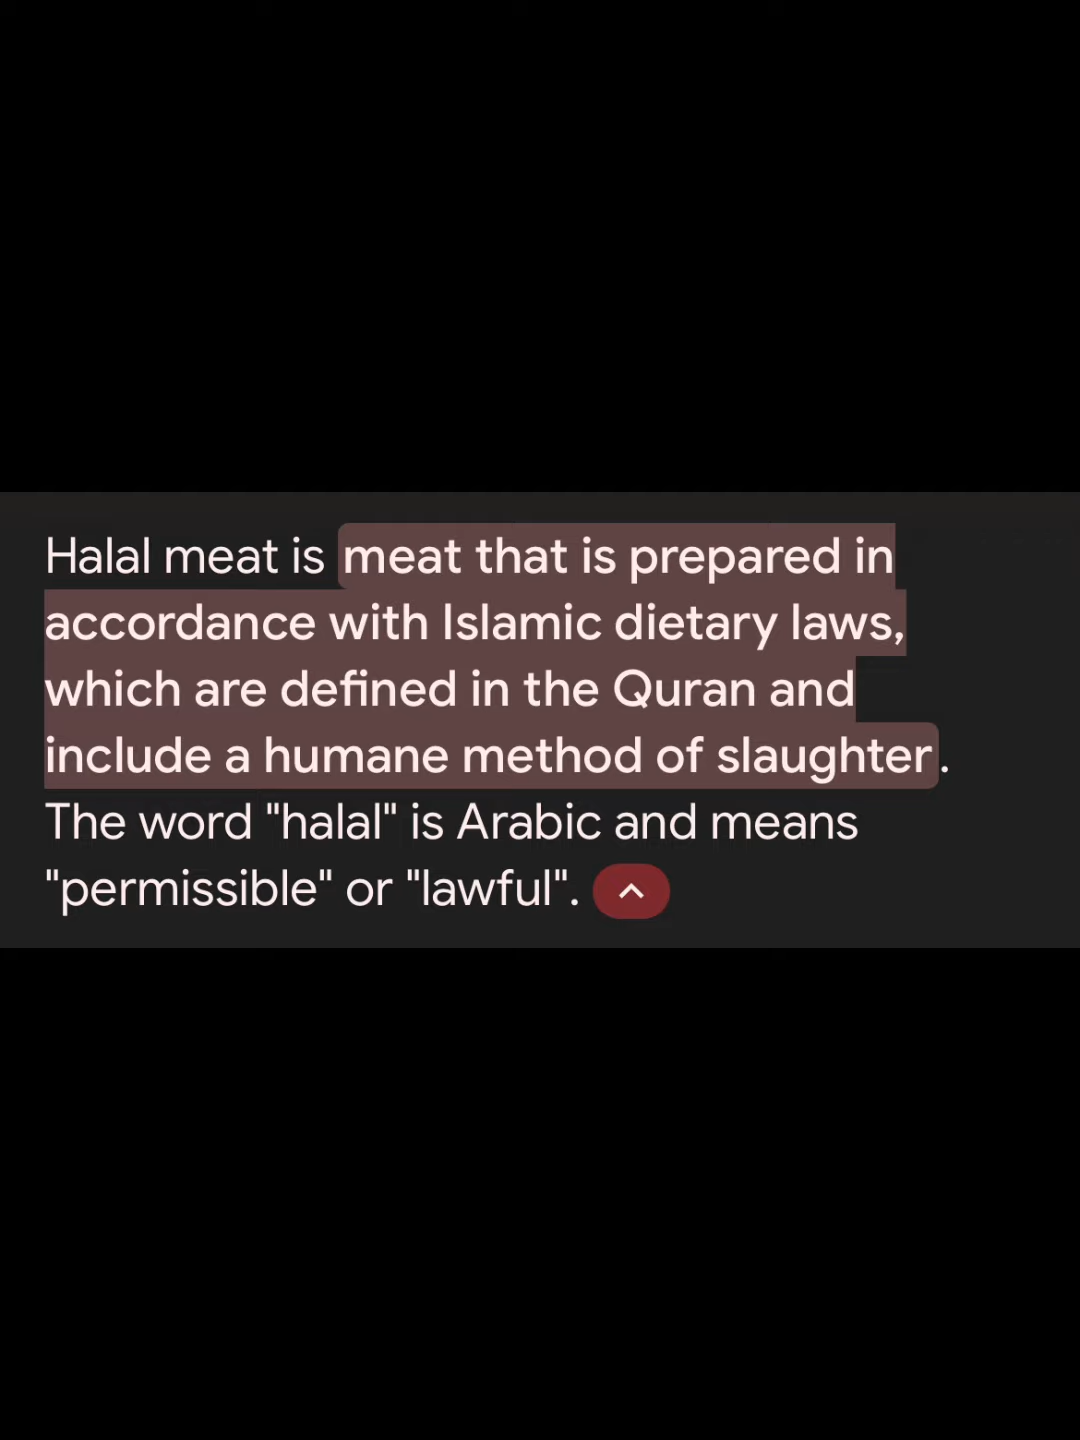 Halal meat is meat that is prepared in
accordance with Islamic dietary laws,
which are defined in the Quran and
include a humane method of slaughter.
The word "halal" is Arabic and means
"permissible" or "lawful".